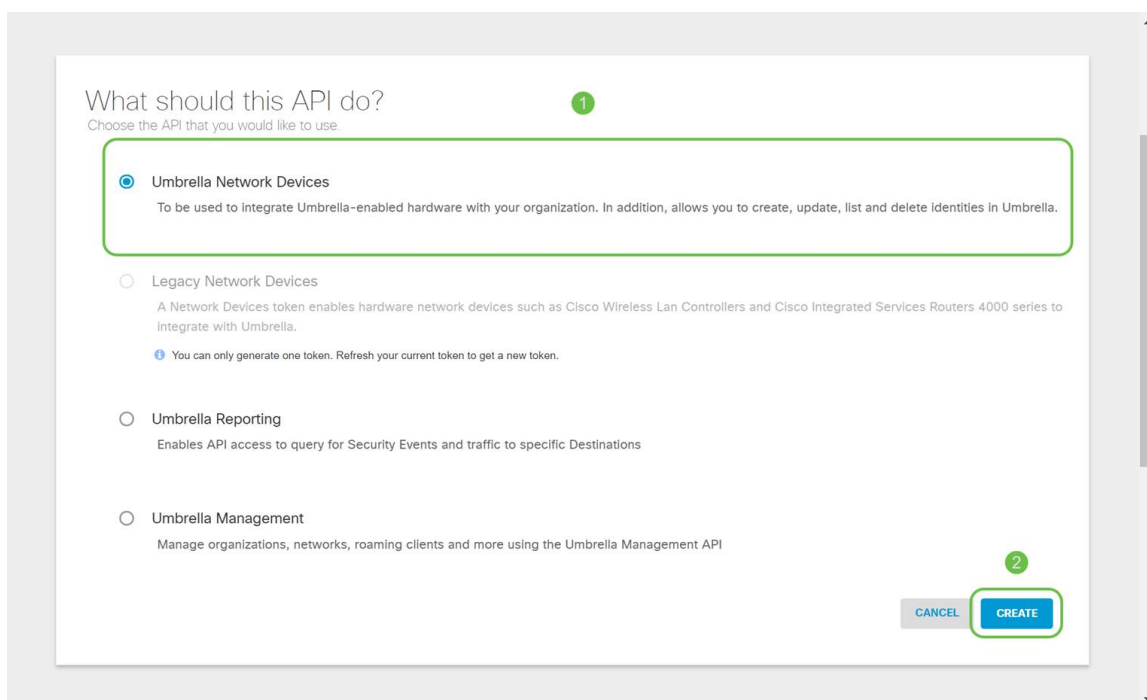 What should this API do?
1
Choose the API that you would like to use.
Umbrella Network Devices
To be used to integrate Umbrella-enabled hardware with your organization. In addition, allows you to create, update, list and delete identities in Umbrella.
Legacy Network Devices
A Network Devices token enables hardware network devices such as Cisco Wireless Lan Controllers and Cisco Integrated Services Routers 4000 series to
integrate with Umbrella.
You can only generate one token. Refresh your current token to get a new token.
Umbrella Reporting
Enables API access to query for Security Events and traffic to specific Destinations
Umbrella Management
Manage organizations, networks, roaming clients and more using the Umbrella Management API
2
CANCEL CREATE